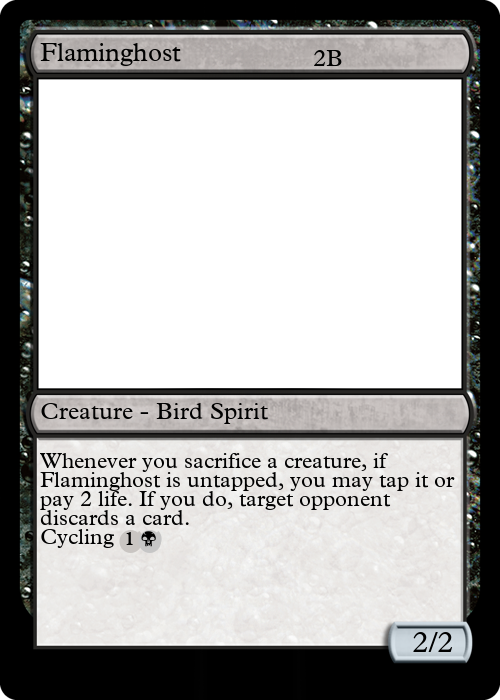 Flaminghost 2B
Creature - Bird Spirit
Whenever you sacrifice a creature, if
Flaminghost is untapped, you may tap it or
pay 2 life. If you do, target opponent
discards a card.
Cycling 1
2/2